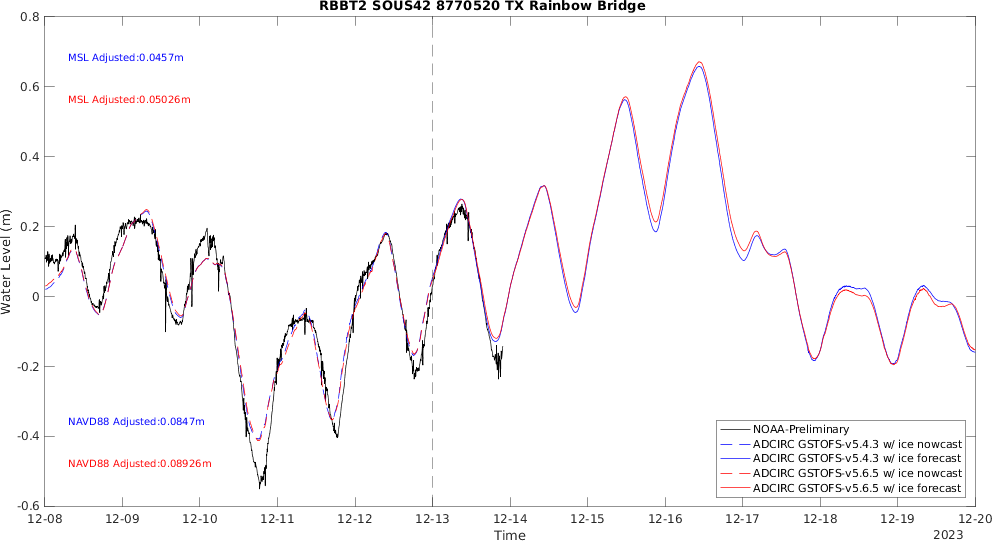 RBBT2 SOUS42 8770520 TX Rainbow Bridge
0.8
0.6
0.4
0.2
0
-0.2
-0.4
-0.6
Water Level (m)
MSL Adjusted:0.0457m
MSL Adjusted:0.05026m
NAVD88 Adjusted:0.0847m
NAVD88 Adjusted:0.08926m
NOAA-Preliminary
ADCIRC GSTOFS-v5.4.3 w/ ice nowcast
ADCIRC GSTOFS-v5.4.3 w/ ice forecast
ADCIRC GSTOFS-v5.6.5 w/ ice nowcast
ADCIRC GSTOFS-v5.6.5 w/ ice forecast
12-08 12-09 12-10 12-11 12-12 12-13 12-14 12-15 12-16 12-17 12-18 12-19 12-20
Time
2023